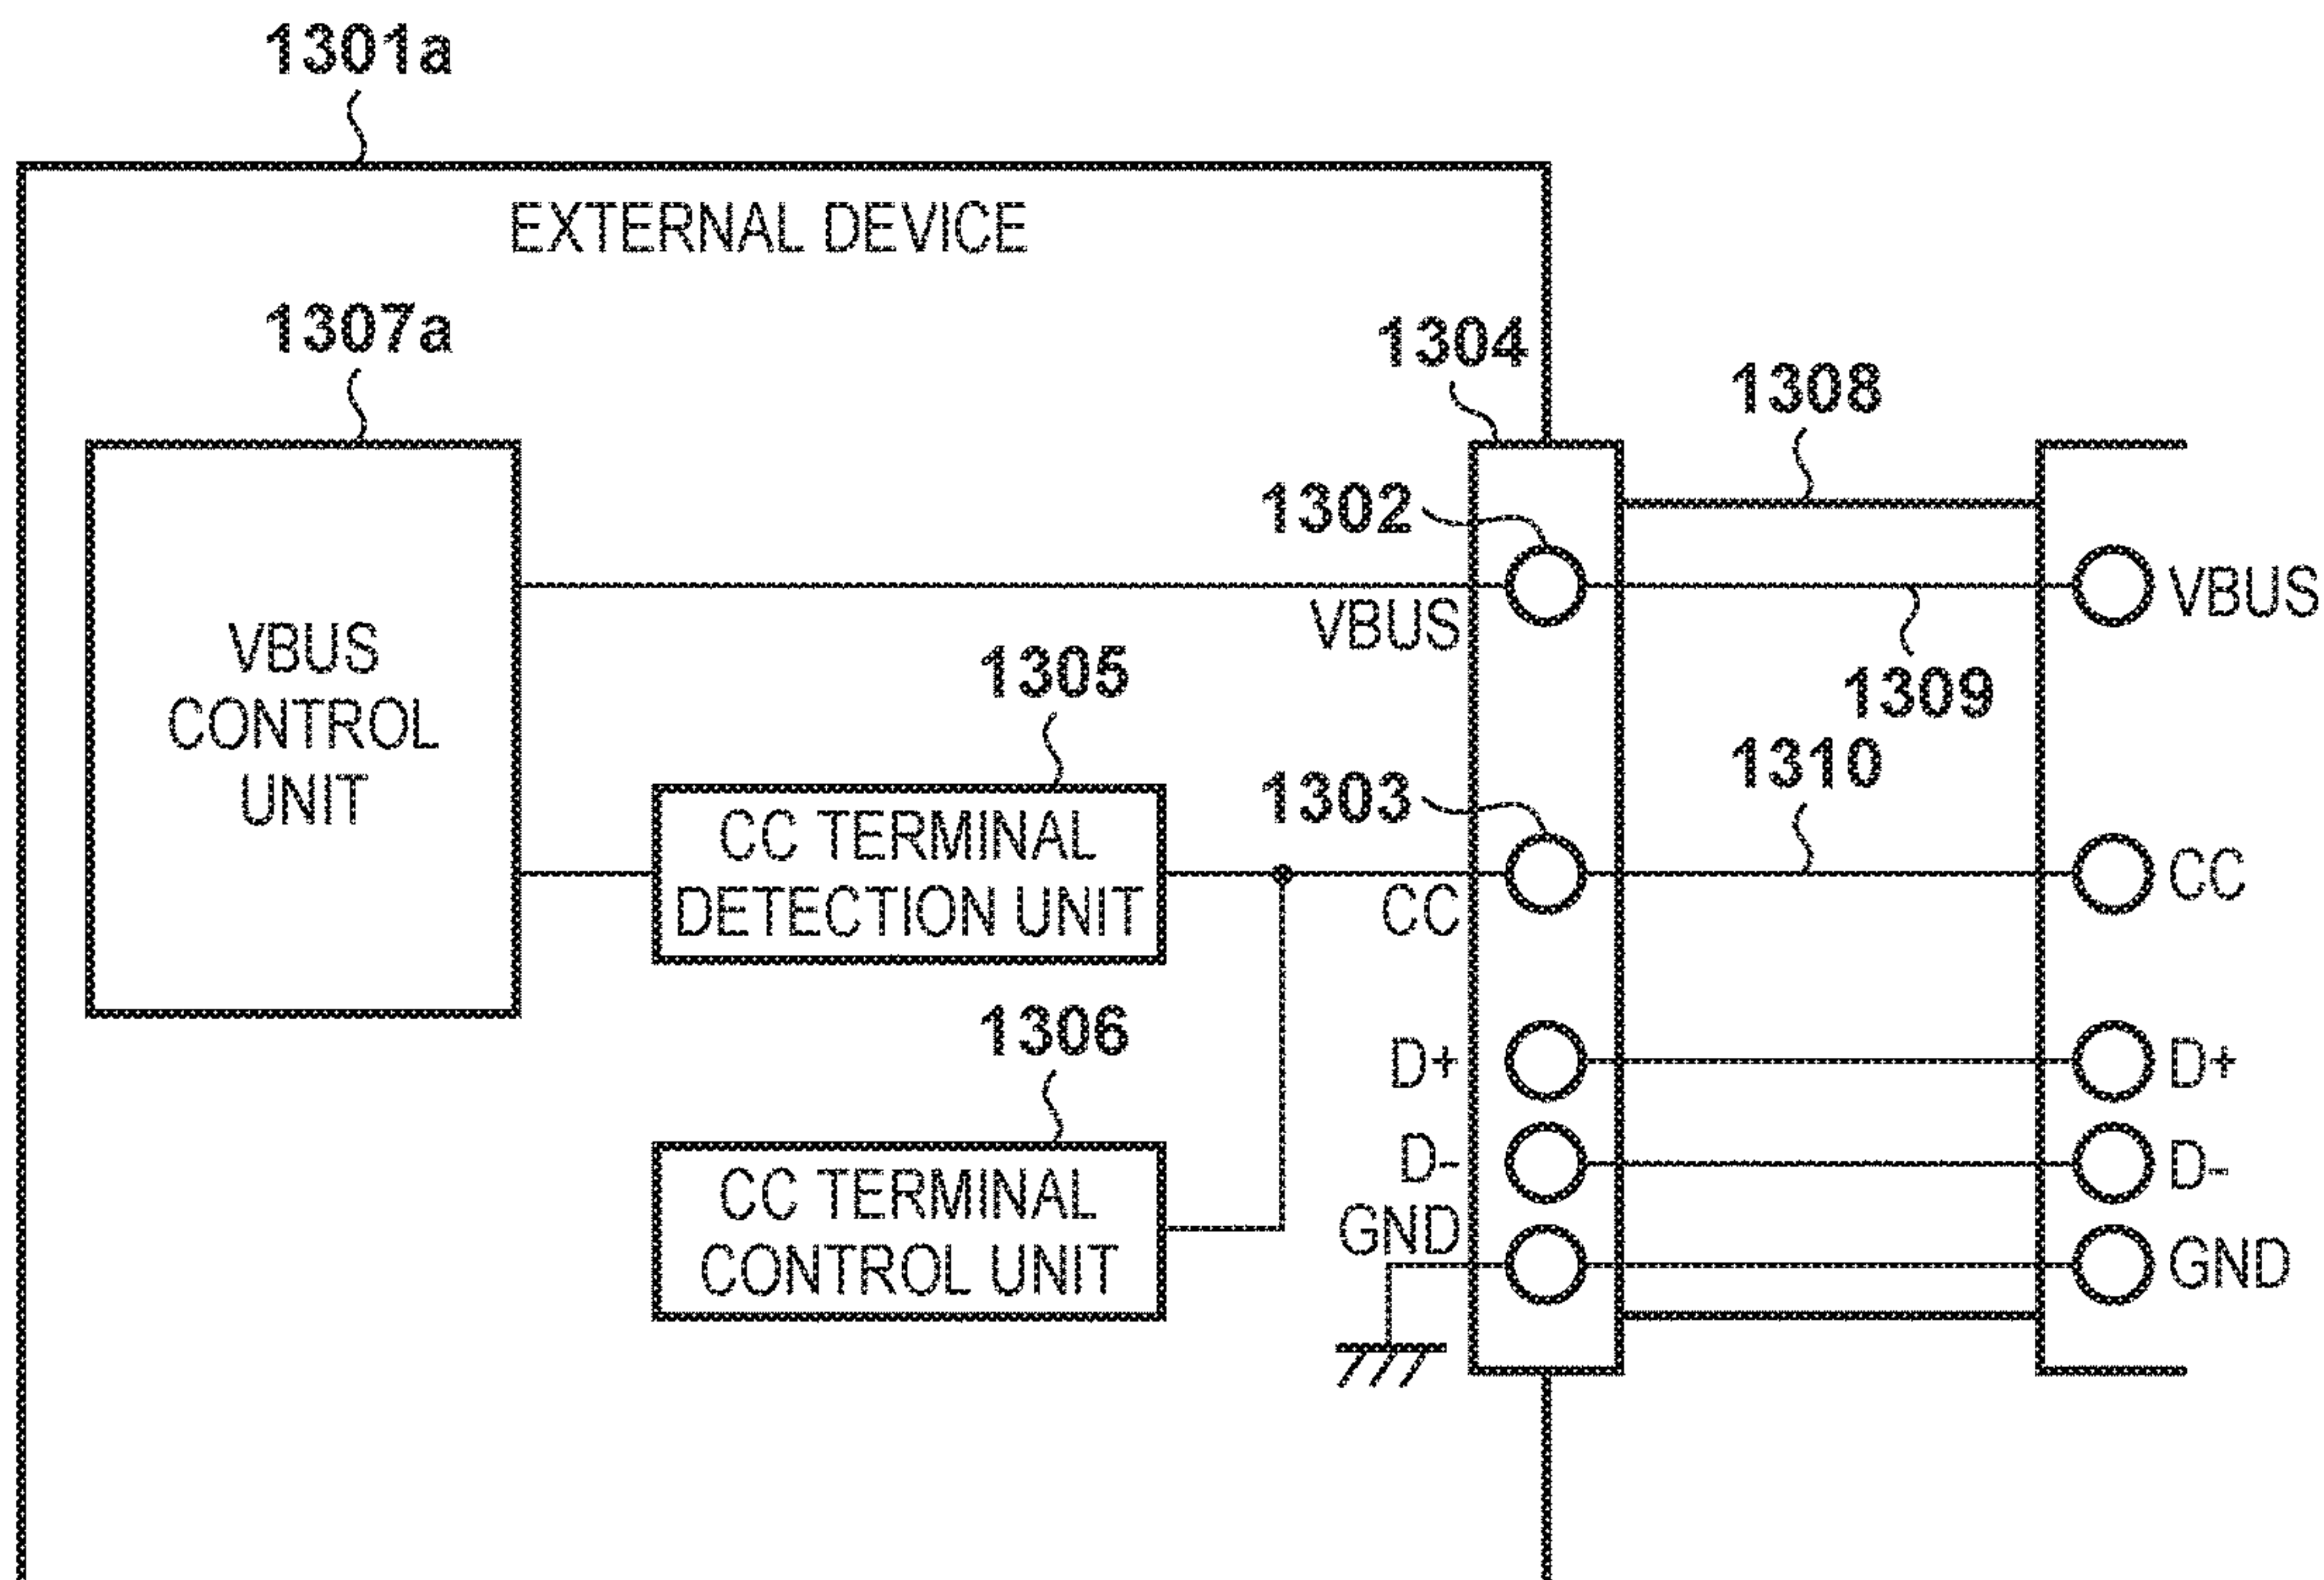 1301a
EXTERNAL DEVICE
1307a
1304
1308
1302
VBUS
VBUS
1309
VBUS
CONTROL
UNIT
1305
1303
1310
CC TERMINAL
DETECTION UNIT
CC
CC
1306
D+
D+
D-
D-
CC TERMINAL
CONTROL UNIT
GND
GND